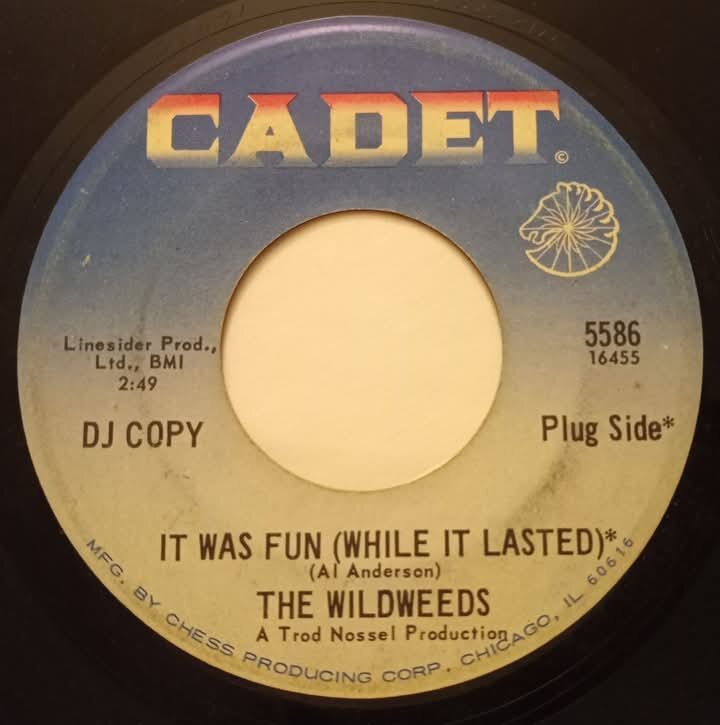 CADET
©
Linesider Prod.,
Ltd., BMI
2:49
5586
16455
DJ COPY
Plug Side*
IT WAS FUN (WHILE IT LASTED)*
(Al Anderson)
THE WILDWEEDS
A Trod Nossel Production
MFG. BY CHESS PRODUCING CORP. CHICAGO, IL 60616